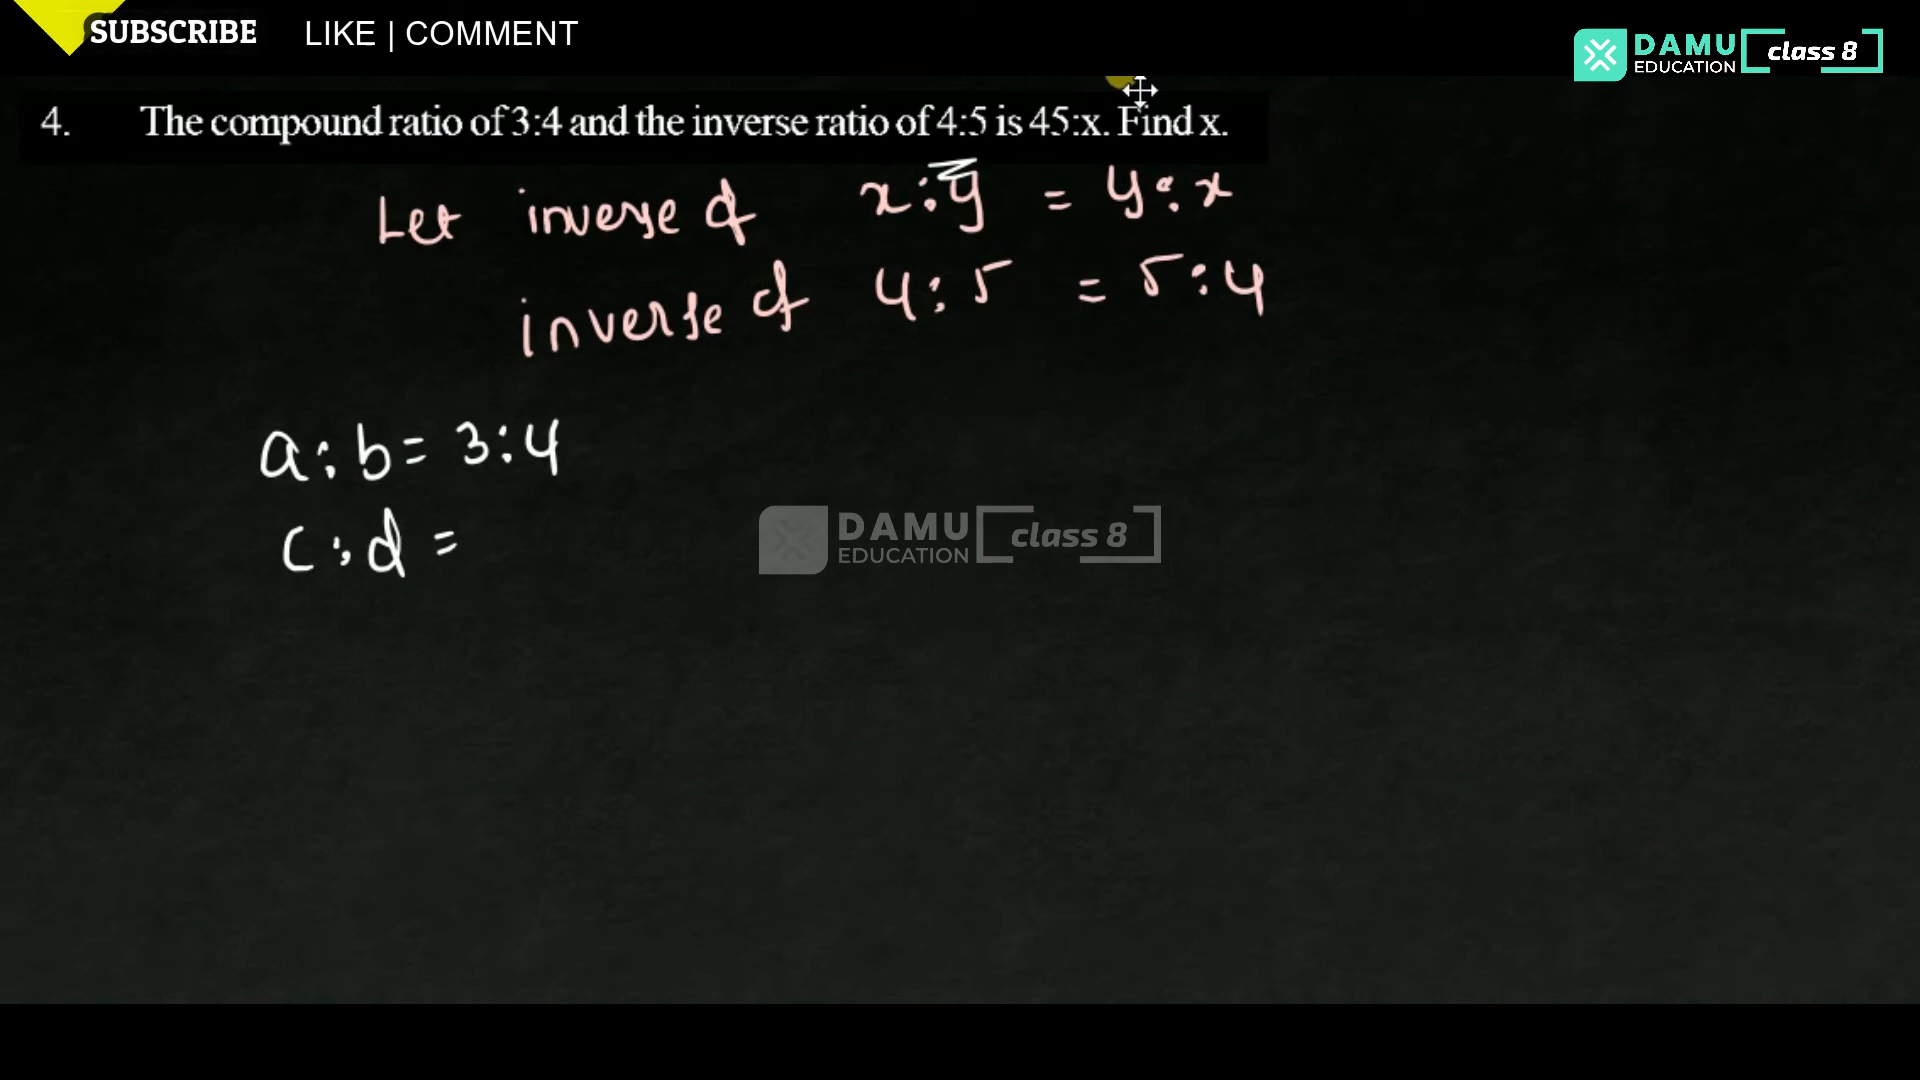 SUBSCRIBE LIKE | COMMENT
DAMU EDUCATION class 8
4. The compound ratio of 3:4 and the inverse ratio of 4:5 is 45:x. Find x.
Let inverse of x:y = y:x
inverse of 4:5 = 5:4
a:b = 3:4
c:d =
DAMU EDUCATION class 8